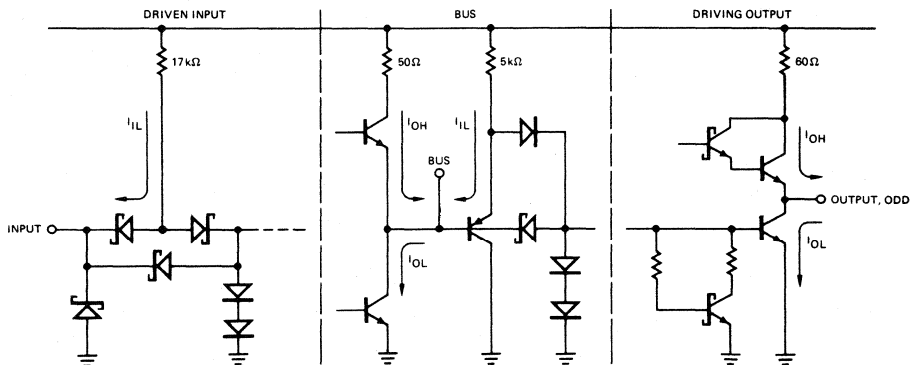 DRIVEN INPUT
BUS
DRIVING OUTPUT
17kΩ
50Ω
5kΩ
60Ω
IIL
IOH
IIL
IOH
BUS
INPUT
OUTPUT, ODD
IOL
IOL